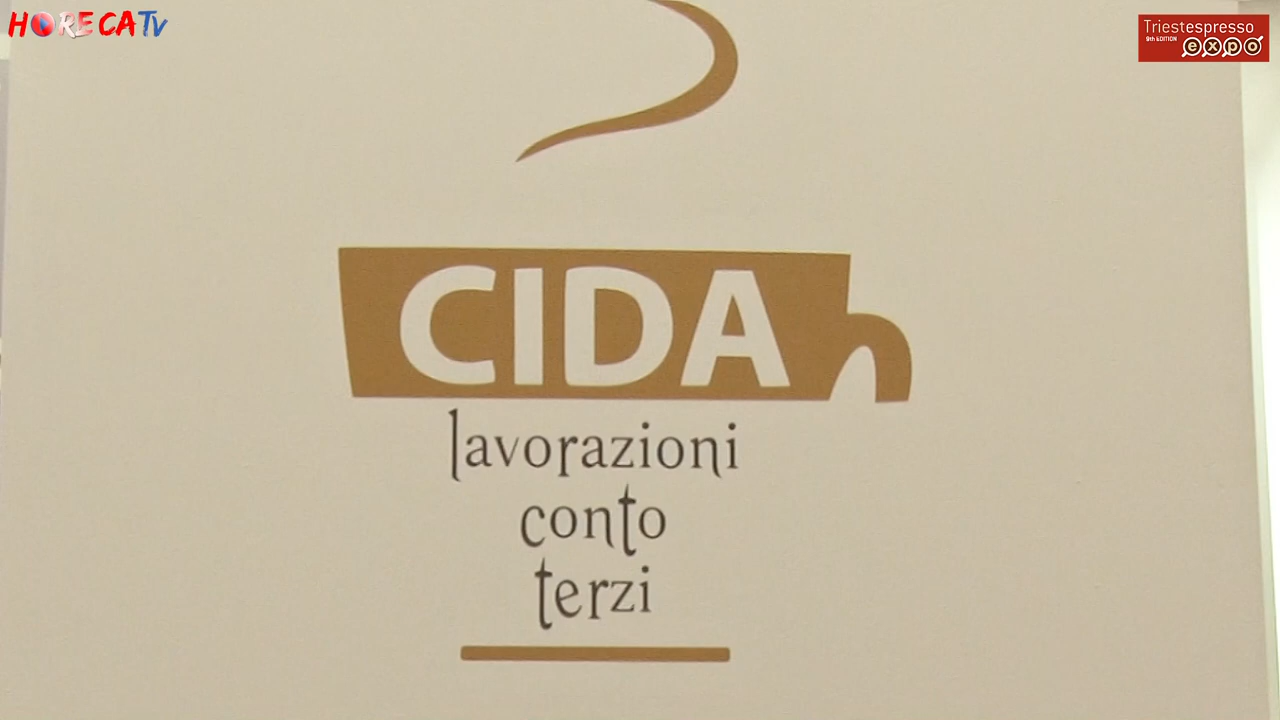 HORECATv
Triestespresso
9th EDITION
expo
CIDA
lavorazioni
conto
terzi